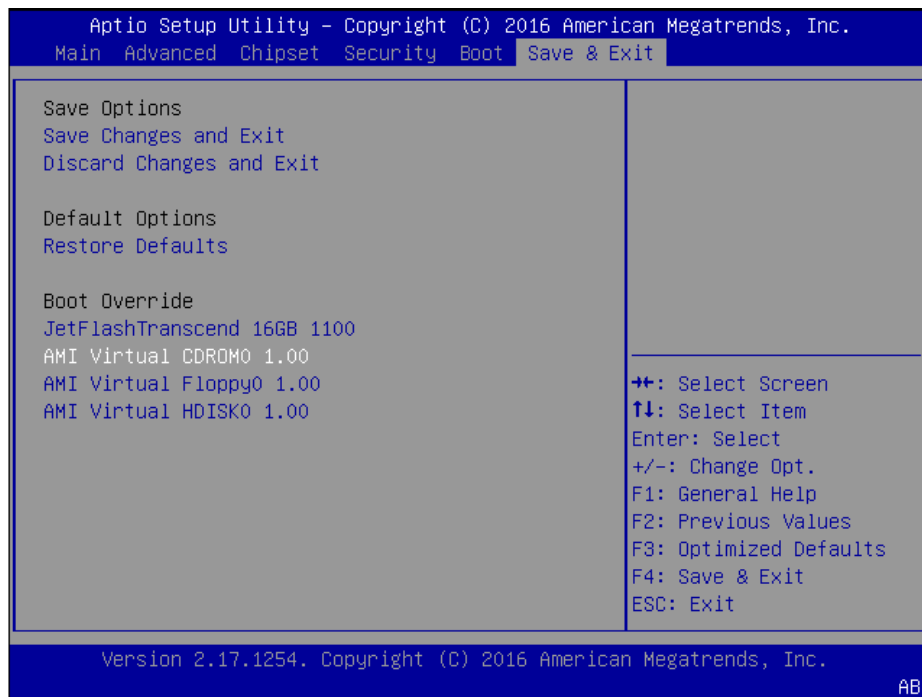 Aptio Setup Utility – Copyright (C) 2016 American Megatrends, Inc.
Main Advanced Chipset Security Boot Save & Exit
Save Options
Save Changes and Exit
Discard Changes and Exit
Default Options
Restore Defaults
Boot Override
JetFlashTranscend 16GB 1100
AMI Virtual CDROM0 1.00
AMI Virtual Floppy0 1.00
AMI Virtual HDISK0 1.00
→←: Select Screen
↑↓: Select Item
Enter: Select
+/-: Change Opt.
F1: General Help
F2: Previous Values
F3: Optimized Defaults
F4: Save & Exit
ESC: Exit
Version 2.17.1254. Copyright (C) 2016 American Megatrends, Inc.
AB